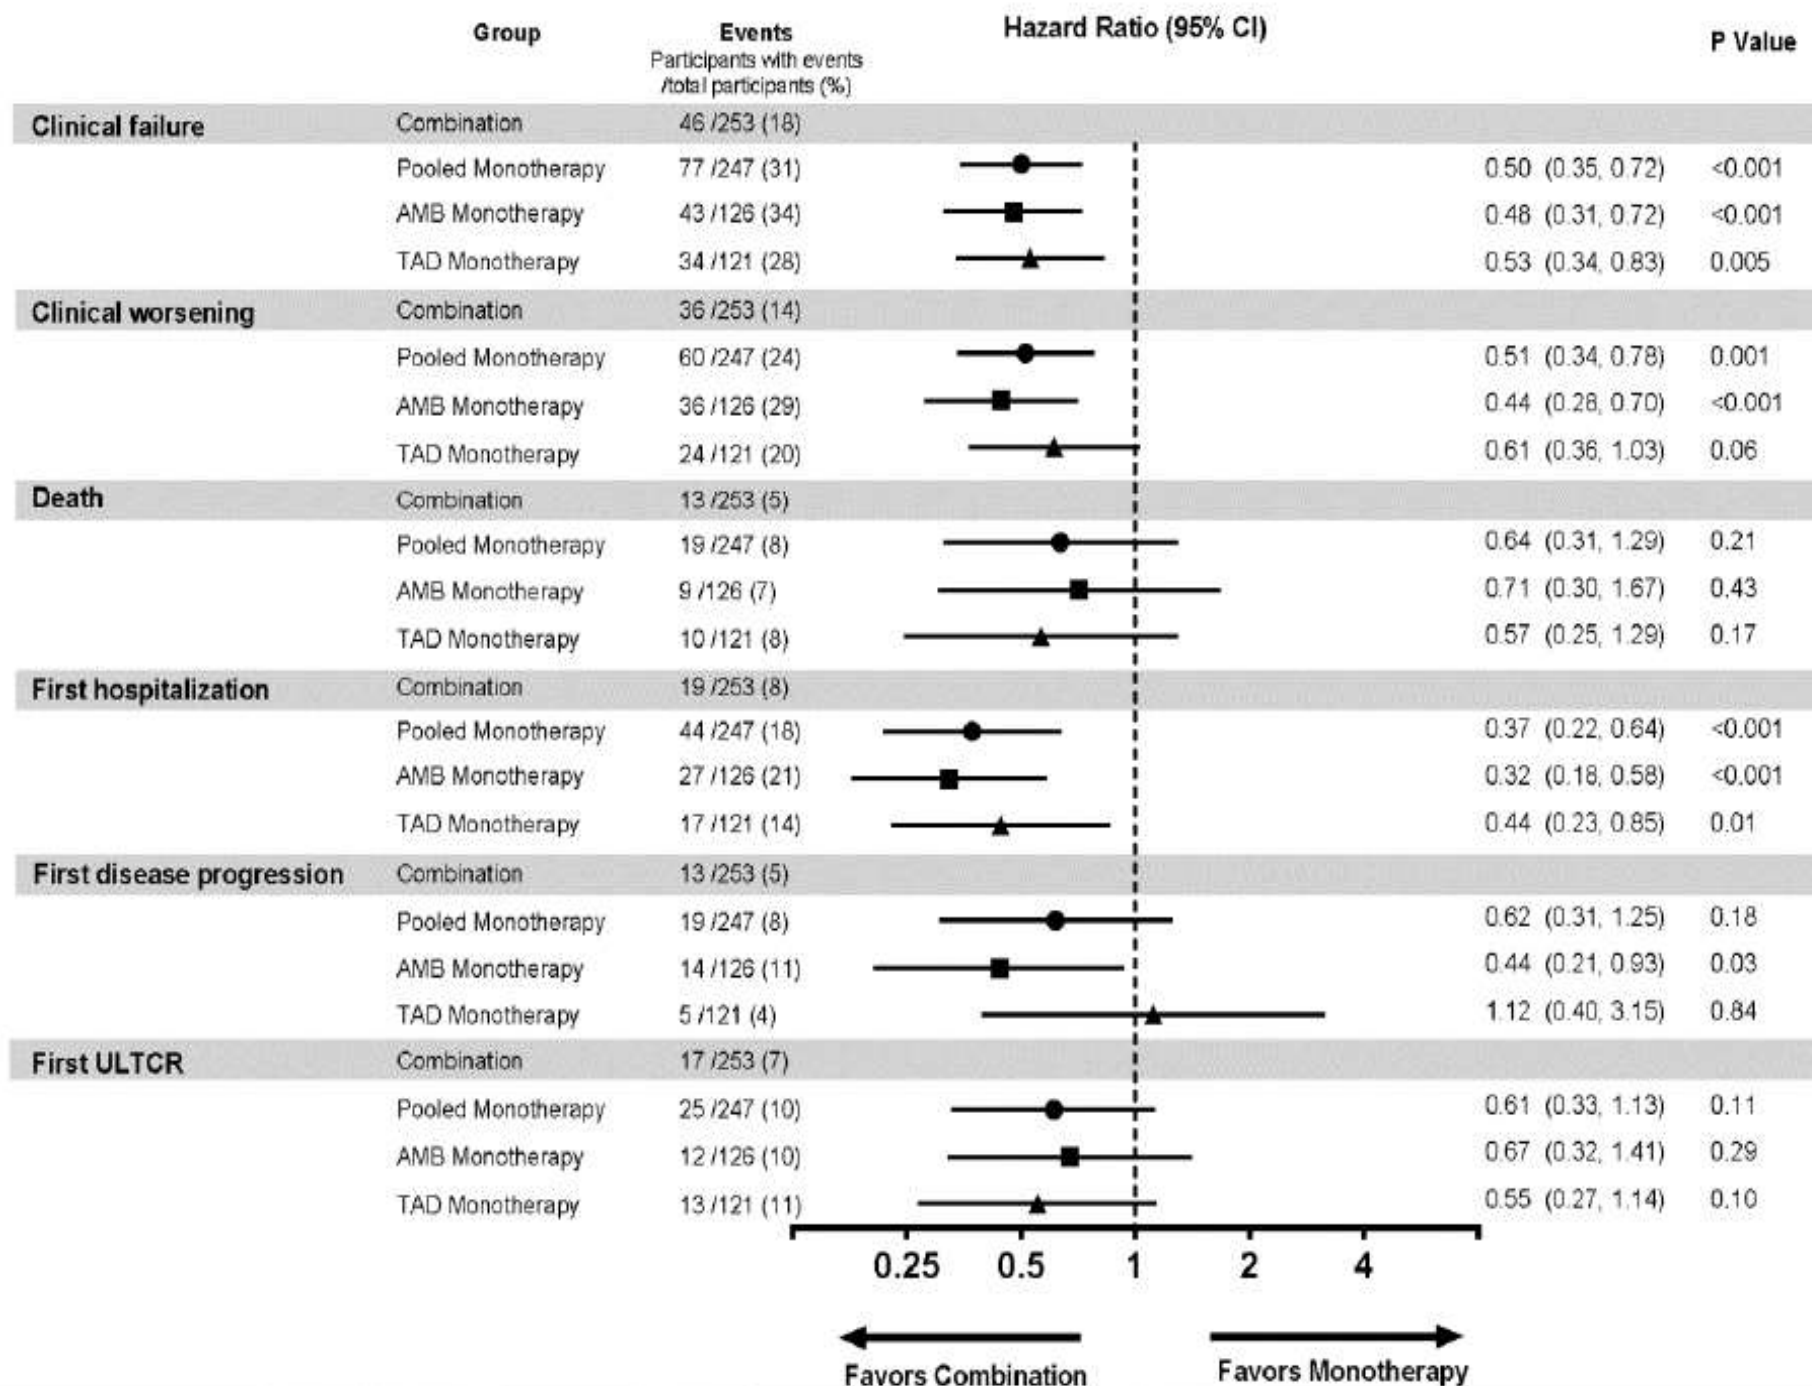 Group Events Hazard Ratio (95% CI) P Value
Participants with events
/total participants (%)
Clinical failure Combination 46 /253 (18)
Pooled Monotherapy 77 /247 (31) 0.50 (0.35, 0.72) <0.001
AMB Monotherapy 43 /126 (34) 0.48 (0.31, 0.72) <0.001
TAD Monotherapy 34 /121 (28) 0.53 (0.34, 0.83) 0.005
Clinical worsening Combination 36 /253 (14)
Pooled Monotherapy 60 /247 (24) 0.51 (0.34, 0.78) 0.001
AMB Monotherapy 36 /126 (29) 0.44 (0.28, 0.70) <0.001
TAD Monotherapy 24 /121 (20) 0.61 (0.36, 1.03) 0.06
Death Combination 13 /253 (5)
Pooled Monotherapy 19 /247 (8) 0.64 (0.31, 1.29) 0.21
AMB Monotherapy 9 /126 (7) 0.71 (0.30, 1.67) 0.43
TAD Monotherapy 10 /121 (8) 0.57 (0.25, 1.29) 0.17
First hospitalization Combination 19 /253 (8)
Pooled Monotherapy 44 /247 (18) 0.37 (0.22, 0.64) <0.001
AMB Monotherapy 27 /126 (21) 0.32 (0.18, 0.58) <0.001
TAD Monotherapy 17 /121 (14) 0.44 (0.23, 0.85) 0.01
First disease progression Combination 13 /253 (5)
Pooled Monotherapy 19 /247 (8) 0.62 (0.31, 1.25) 0.18
AMB Monotherapy 14 /126 (11) 0.44 (0.21, 0.93) 0.03
TAD Monotherapy 5 /121 (4) 1.12 (0.40, 3.15) 0.84
First ULTCR Combination 17 /253 (7)
Pooled Monotherapy 25 /247 (10) 0.61 (0.33, 1.13) 0.11
AMB Monotherapy 12 /126 (10) 0.67 (0.32, 1.41) 0.29
TAD Monotherapy 13 /121 (11) 0.55 (0.27, 1.14) 0.10
0.25 0.5 1 2 4
Favors Combination Favors Monotherapy